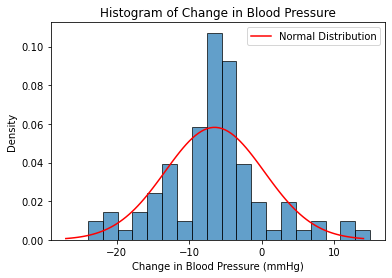 Histogram of Change in Blood Pressure
Normal Distribution
Density
0.10
0.08
0.06
0.04
0.02
0.00
−20
−10
0
10
Change in Blood Pressure (mmHg)